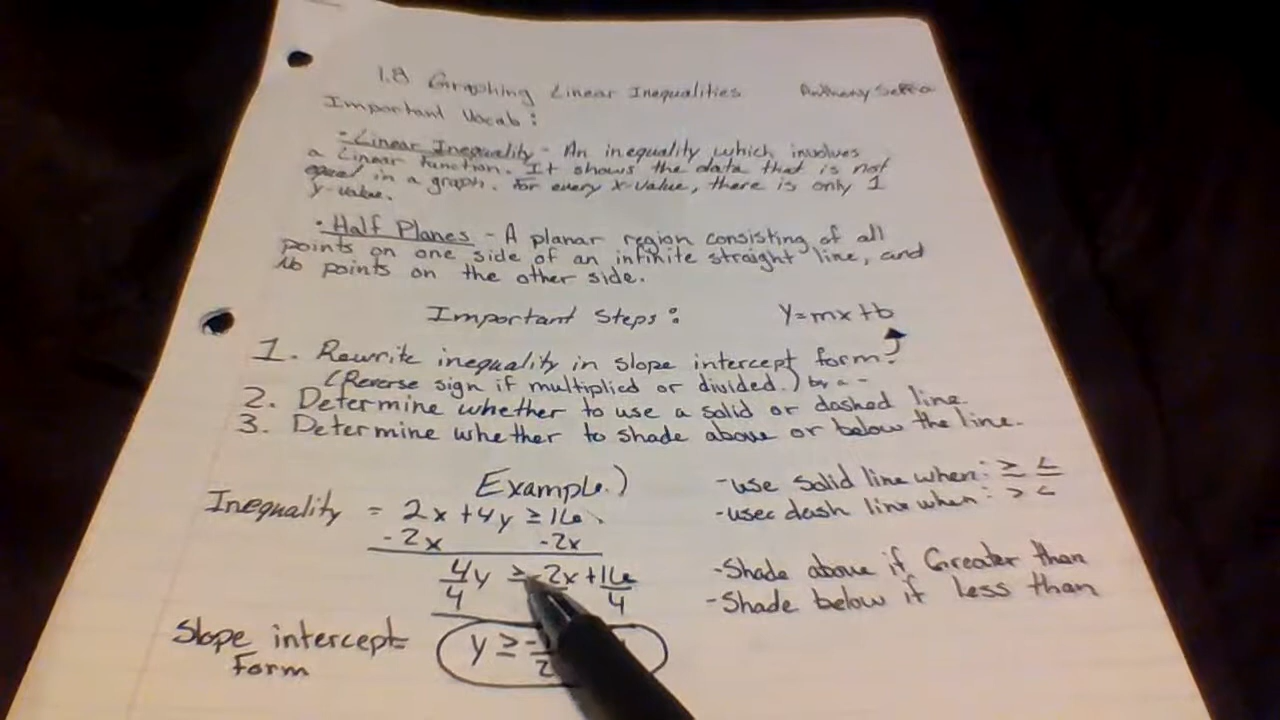 1.8 Graphing Linear Inequalities Anthony
Important Vocab:
• Linear Inequality - An inequality which involves
a Linear function. It shows the data that is not
equal in a graph. For every x-value, there is only 1
y-value.
• Half Planes - A planar region consisting of all
points on one side of an infinite straight line, and
no points on the other side.
Important Steps: y=mx+b
1. Rewrite inequality in slope intercept form.
(Reverse sign if multiplied or divided.) by a -
2. Determine whether to use a solid or dashed line.
3. Determine whether to shade above or below the line.
Example.)
-use solid line when: ≥ ≤
-use dash line when: > <
Inequality = 2x +4y ≥ 16
-2x -2x
4y ≥ -2x + 16
4 4
Slope intercept = y ≥ -
Form 2
-Shade above if Greater than
-Shade below if Less than